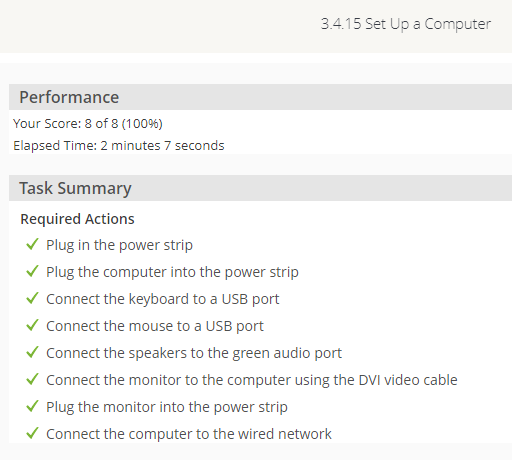 3.4.15 Set Up a Computer
Performance
Your Score: 8 of 8 (100%)
Elapsed Time: 2 minutes 7 seconds
Task Summary
Required Actions
Plug in the power strip
Plug the computer into the power strip
Connect the keyboard to a USB port
Connect the mouse to a USB port
Connect the speakers to the green audio port
Connect the monitor to the computer using the DVI video cable
Plug the monitor into the power strip
Connect the computer to the wired network